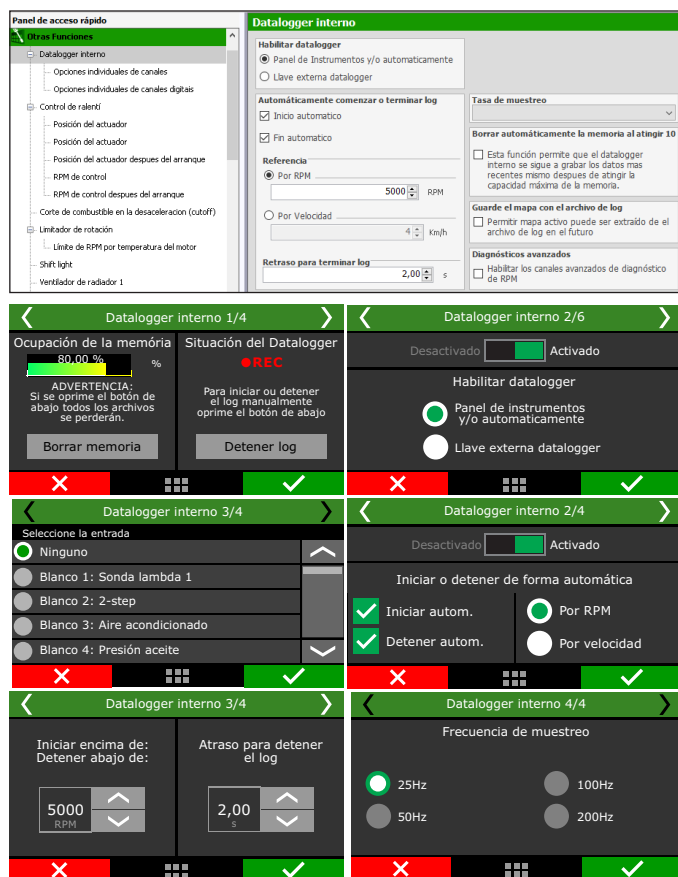 Panel de acceso rápido
Otras Funciones
Datalogger interno
Opciones individuales de canales
Opciones individuales de canales digitais
Control de ralentí
Posición del actuador
Posición del actuador
Posición del actuador despues del arranque
RPM de control
RPM de control despues del arranque
Corte de combustible en la desaceleracion (cutoff)
Limitador de rotación
Límite de RPM por temperatura del motor
Shift light
Ventilador de radiador 1
Datalogger interno
Habilitar datalogger
Panel de Instrumentos y/o automaticamente
Llave externa datalogger
Automáticamente comenzar o terminar log
Inicio automatico
Fin automatico
Referencia
Por RPM
5000 RPM
Por Velocidad
4 Km/h
Retraso para terminar log
2,00 s
Tasa de muestreo
Borrar automáticamente la memoria al atingir 10
Esta función permite que el datalogger
interno se sigue a grabar los datos mas
recentes mismo despues de atingir la
capacidad máxima de la memoria.
Guarde el mapa con el archivo de log
Permitir mapa activo puede ser extraído de el
archivo de log en el futuro
Diagnósticos avanzados
Habilitar los canales avanzados de diagnóstico
de RPM
Datalogger interno 1/4
Ocupación de la memória
80,00 %
%
ADVERTENCIA:
Si se oprime el botón de
abajo todos los archivos
se perderán.
Borrar memoria
Situación del Datalogger
REC
Para iniciar ou detener
el log manualmente
oprime el botón de abajo
Detener log
Datalogger interno 2/6
Desactivado Activado
Habilitar datalogger
Panel de instrumentos
y/o automaticamente
Llave externa datalogger
Datalogger interno 3/4
Seleccione la entrada
Ninguno
Blanco 1: Sonda lambda 1
Blanco 2: 2-step
Blanco 3: Aire acondicionado
Blanco 4: Presión aceite
Datalogger interno 2/4
Desactivado Activado
Iniciar o detener de forma automática
Iniciar autom.
Detener autom.
Por RPM
Por velocidad
Datalogger interno 3/4
Iniciar encima de:
Detener abajo de:
5000
RPM
Atraso para detener
el log
2,00
s
Datalogger interno 4/4
Frecuencia de muestreo
25Hz
100Hz
50Hz
200Hz